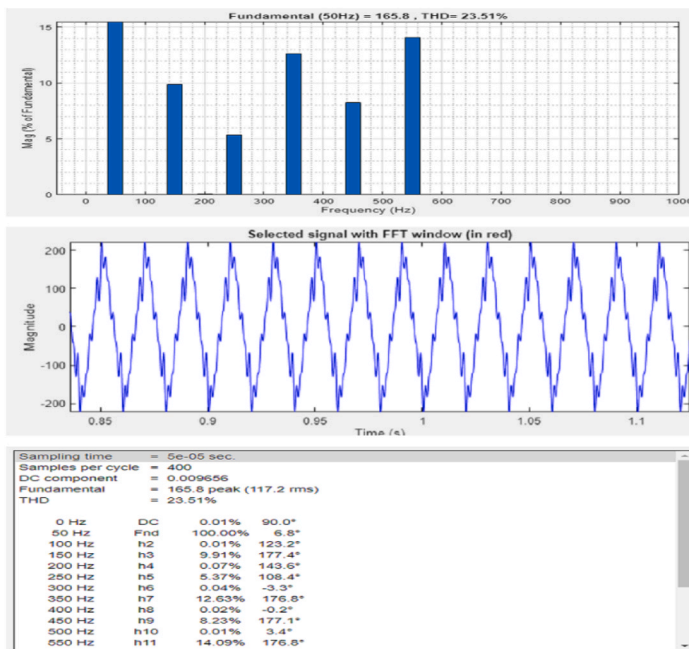 Fundamental (50Hz) = 165.8 , THD= 23.51%
15
10
5
0
Mag (% of Fundamental)
0 100 200 300 400 500 600 700 800 900 1000
Frequency (Hz)
Selected signal with FFT window (in red)
200
100
0
-100
-200
Magnitude
0.85 0.9 0.95 1 1.05 1.1
Time (s)
Sampling time = 5e-05 sec.
Samples per cycle = 400
DC component = 0.009656
Fundamental = 165.8 peak (117.2 rms)
THD = 23.51%
0 Hz DC 0.01% 90.0°
50 Hz Fnd 100.00% 6.8°
100 Hz h2 0.01% 123.2°
150 Hz h3 9.91% 177.4°
200 Hz h4 0.07% 143.6°
250 Hz h5 5.37% 108.4°
300 Hz h6 0.04% -3.3°
350 Hz h7 12.63% 176.8°
400 Hz h8 0.02% -0.2°
450 Hz h9 8.23% 177.1°
500 Hz h10 0.01% 3.4°
550 Hz h11 14.09% 176.8°